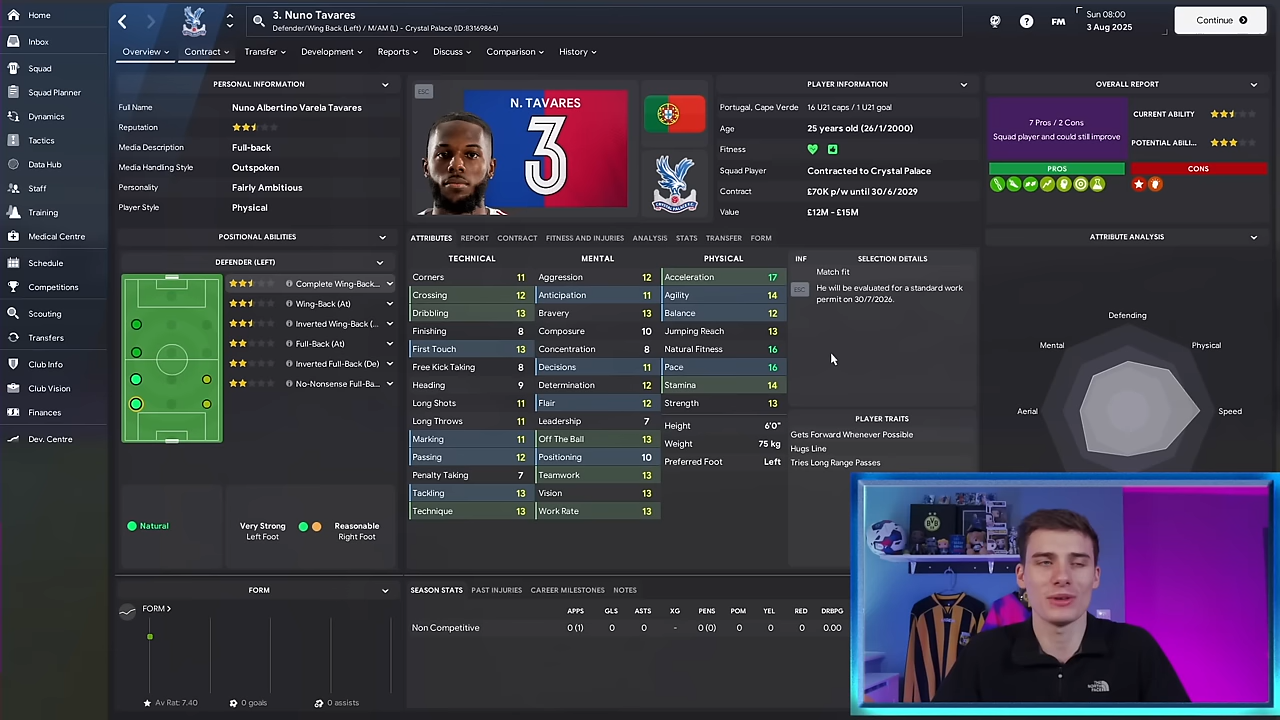 Home
Inbox
Squad
Squad Planner
Dynamics
Tactics
Data Hub
Staff
Training
Medical Centre
Schedule
Competitions
Scouting
Transfers
Club Info
Club Vision
Finances
Dev. Centre
3. Nuno Tavares
Defender/Wing Back (Left) / M/AM (L) - Crystal Palace (ID:83169864)
FM
Sun 08:00
3 Aug 2025
Continue
Overview
Contract
Transfer
Development
Reports
Discuss
Comparison
History
PERSONAL INFORMATION
Full Name Nuno Albertino Varela Tavares
Reputation
Media Description Full-back
Media Handling Style Outspoken
Personality Fairly Ambitious
Player Style Physical
ESC
N. TAVARES
3
PLAYER INFORMATION
Portugal, Cape Verde 16 U21 caps / 1 U21 goal
Age 25 years old (26/1/2000)
Fitness
Squad Player Contracted to Crystal Palace
Contract £70K p/w until 30/6/2029
Value £12M - £15M
OVERALL REPORT
7 Pros / 2 Cons
Squad player and could still improve
CURRENT ABILITY
POTENTIAL ABILI...
PROS
CONS
POSITIONAL ABILITIES
DEFENDER (LEFT)
Complete Wing-Back...
Wing-Back (At)
Inverted Wing-Back (...
Full-Back (At)
Inverted Full-Back (De)
No-Nonsense Full-Ba...
Natural
Very Strong
Left Foot
Reasonable
Right Foot
ATTRIBUTES
REPORT
CONTRACT
FITNESS AND INJURIES
ANALYSIS
STATS
TRANSFER
FORM
TECHNICAL
Corners 11
Crossing 12
Dribbling 13
Finishing 8
First Touch 13
Free Kick Taking 8
Heading 9
Long Shots 11
Long Throws 11
Marking 11
Passing 12
Penalty Taking 7
Tackling 13
Technique 13
MENTAL
Aggression 12
Anticipation 11
Bravery 13
Composure 10
Concentration 8
Decisions 11
Determination 12
Flair 12
Leadership 7
Off The Ball 13
Positioning 10
Teamwork 13
Vision 13
Work Rate 13
PHYSICAL
Acceleration 17
Agility 14
Balance 12
Jumping Reach 13
Natural Fitness 16
Pace 16
Stamina 14
Strength 13
Height 6'0"
Weight 75 kg
Preferred Foot Left
INF
SELECTION DETAILS
Match fit
ESC
He will be evaluated for a standard work
permit on 30/7/2026.
PLAYER TRAITS
Gets Forward Whenever Possible
Hugs Line
Tries Long Range Passes
ATTRIBUTE ANALYSIS
Defending
Mental
Physical
Aerial
Speed
FORM
FORM
Av Rat: 7.40
0 goals
0 assists
SEASON STATS
PAST INJURIES
CAREER MILESTONES
NOTES
APPS GLS ASTS XG PENS POM YEL RED DRBPG
Non Competitive 0 (1) 0 0 - 0 (0) 0 0 0 0.00
BVB
09
THE
NORTH
FACE